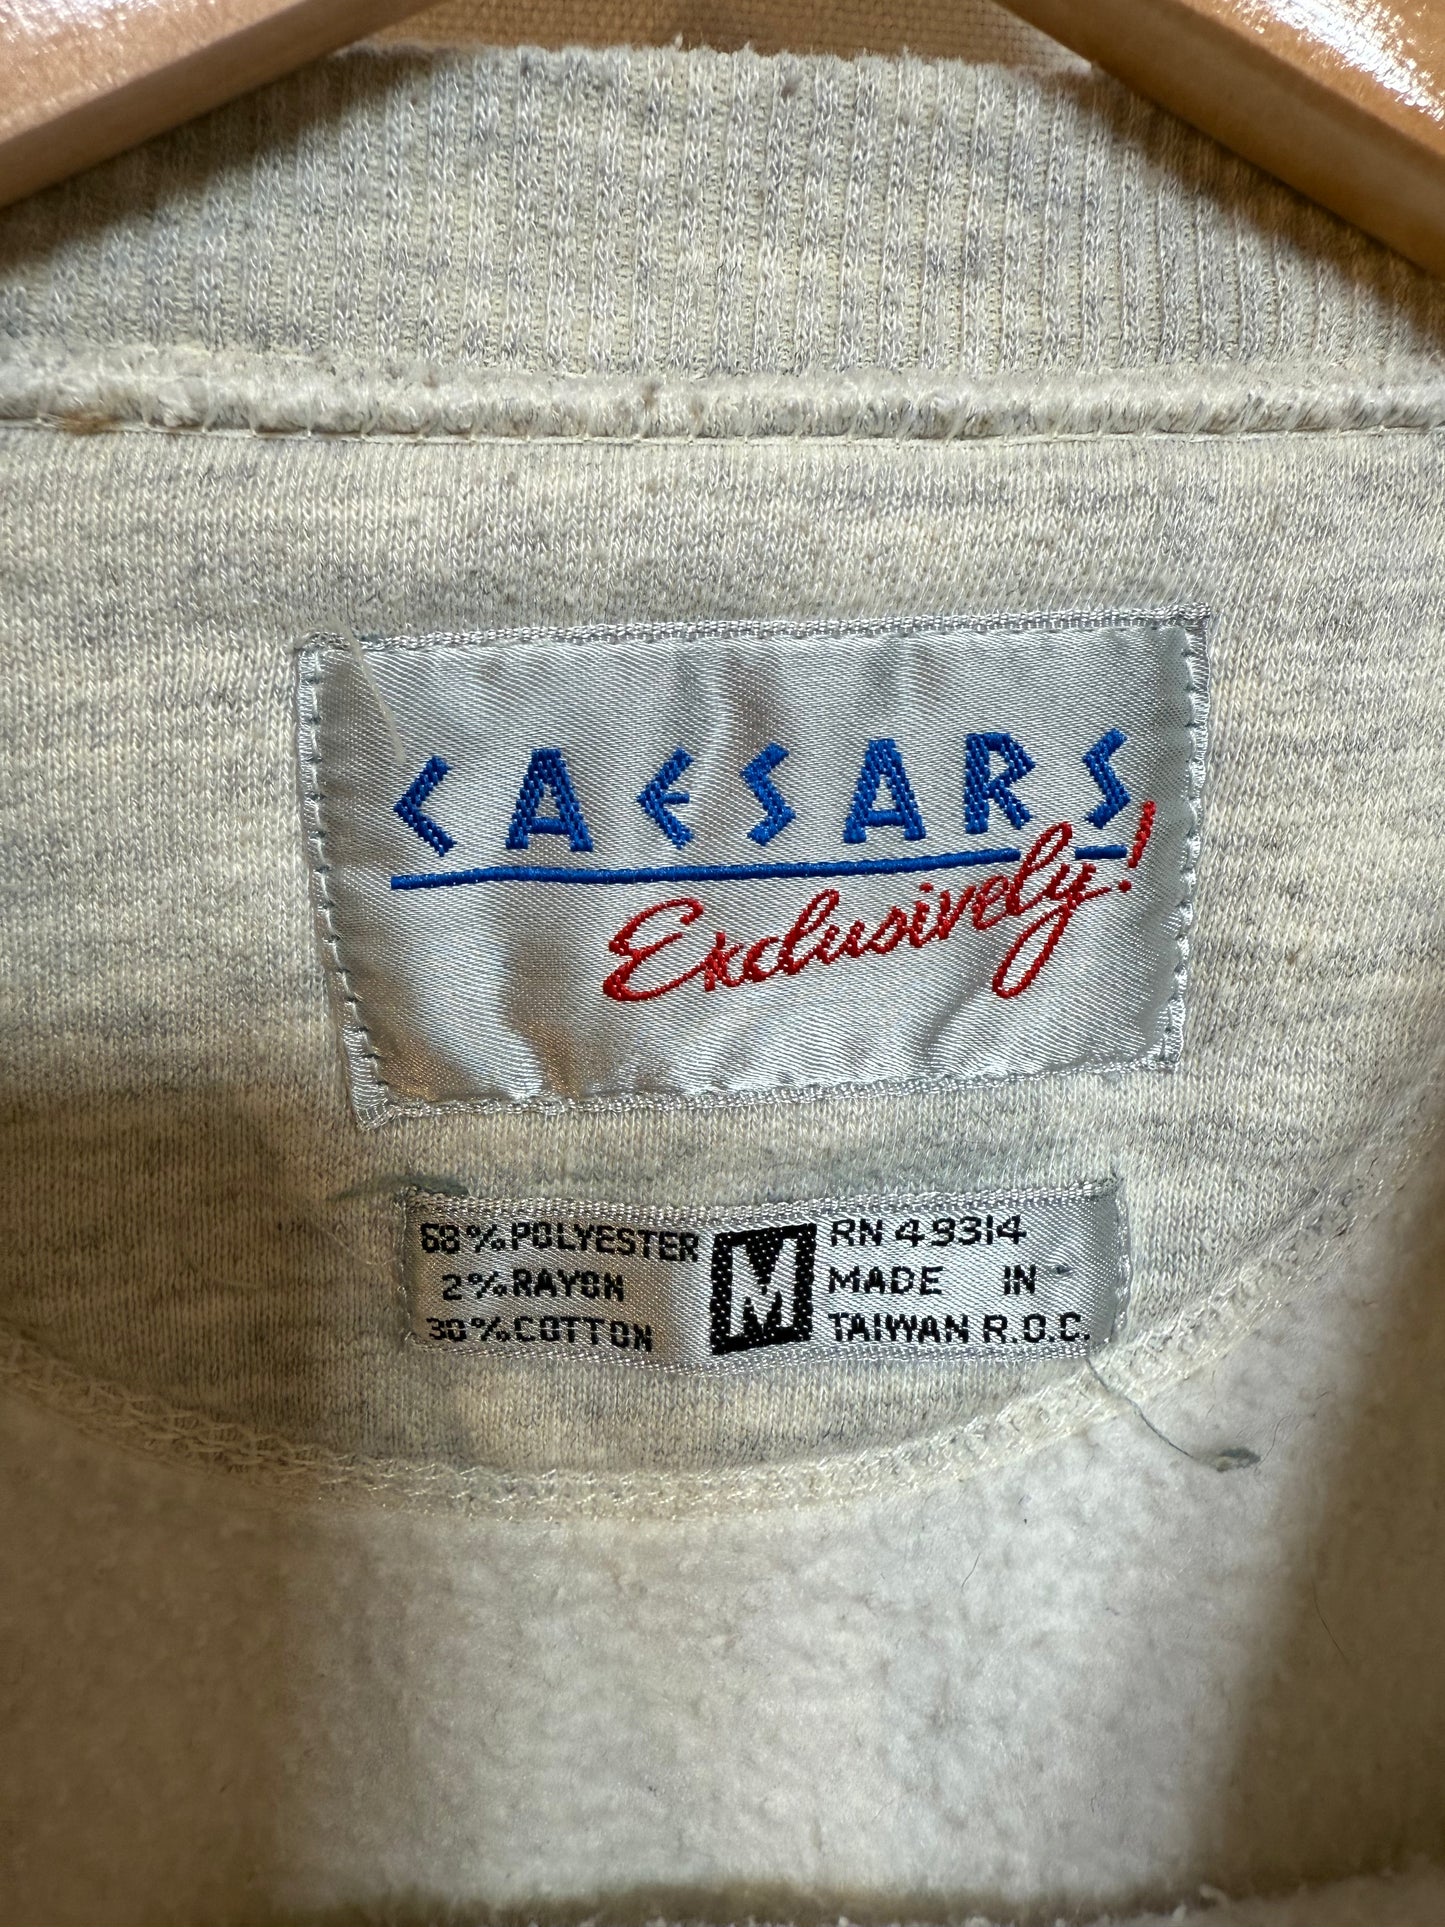 CAESARS
Exclusively!
68% POLYESTER
2% RAYON
30% COTTON
M
RN 49314
MADE IN
TAIWAN R.O.C.